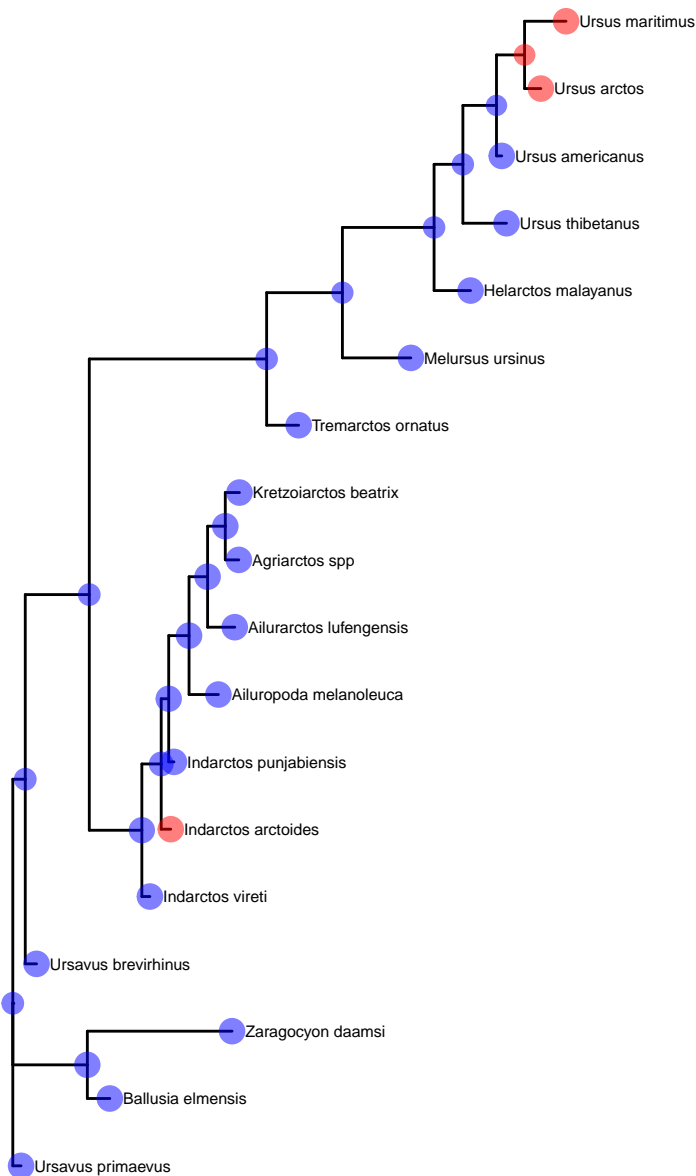 Ursus maritimus
Ursus arctos
Ursus americanus
Ursus thibetanus
Helarctos malayanus
Melursus ursinus
Tremarctos ornatus
Kretzoiarctos beatrix
Agriarctos spp
Ailurarctos lufengensis
Ailuropoda melanoleuca
Indarctos punjabiensis
Indarctos arctoides
Indarctos vireti
Ursavus brevirhinus
Zaragocyon daamsi
Ballusia elmensis
Ursavus primaevus